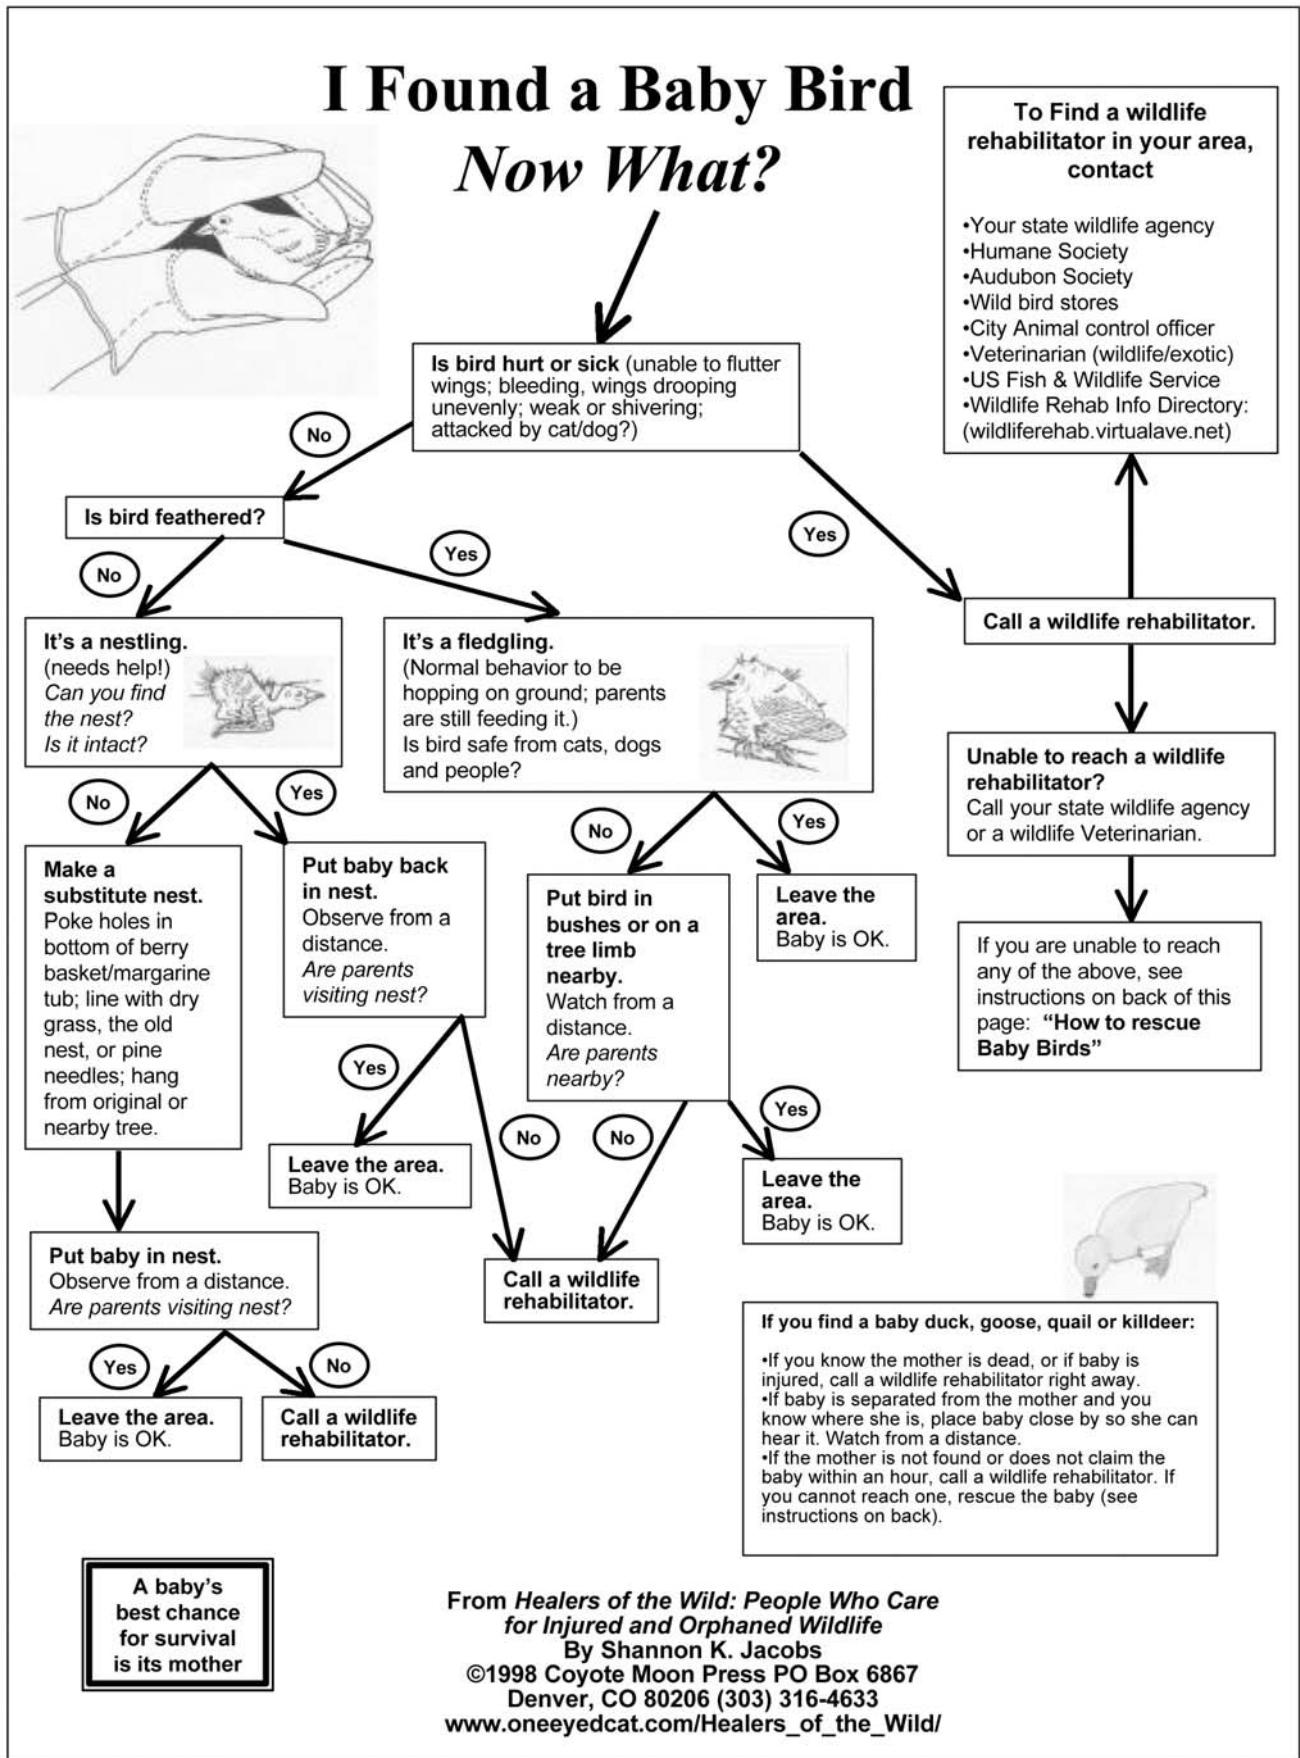 I Found a Baby Bird
Now What?
To Find a wildlife
rehabilitator in your area,
contact
•Your state wildlife agency
•Humane Society
•Audubon Society
•Wild bird stores
•City Animal control officer
•Veterinarian (wildlife/exotic)
•US Fish & Wildlife Service
•Wildlife Rehab Info Directory:
(wildliferehab.virtualave.net)
Is bird hurt or sick (unable to flutter
wings; bleeding, wings drooping
unevenly; weak or shivering;
attacked by cat/dog?)
No
Yes
Is bird feathered?
No
Yes
Call a wildlife rehabilitator.
It's a nestling.
(needs help!)
Can you find
the nest?
Is it intact?
It's a fledgling.
(Normal behavior to be
hopping on ground; parents
are still feeding it.)
Is bird safe from cats, dogs
and people?
Unable to reach a wildlife
rehabilitator?
Call your state wildlife agency
or a wildlife Veterinarian.
No
Yes
No
Yes
Make a
substitute nest.
Poke holes in
bottom of berry
basket/margarine
tub; line with dry
grass, the old
nest, or pine
needles; hang
from original or
nearby tree.
Put baby back
in nest.
Observe from a
distance.
Are parents
visiting nest?
Put bird in
bushes or on a
tree limb
nearby.
Watch from a
distance.
Are parents
nearby?
Leave the
area.
Baby is OK.
If you are unable to reach
any of the above, see
instructions on back of this
page: “How to rescue
Baby Birds”
Yes
No
No
Yes
Leave the area.
Baby is OK.
Leave the
area.
Baby is OK.
Put baby in nest.
Observe from a distance.
Are parents visiting nest?
Call a wildlife
rehabilitator.
Yes
No
Leave the area.
Baby is OK.
Call a wildlife
rehabilitator.
If you find a baby duck, goose, quail or killdeer:
•If you know the mother is dead, or if baby is
injured, call a wildlife rehabilitator right away.
•If baby is separated from the mother and you
know where she is, place baby close by so she can
hear it. Watch from a distance.
•If the mother is not found or does not claim the
baby within an hour, call a wildlife rehabilitator. If
you cannot reach one, rescue the baby (see
instructions on back).
A baby's
best chance
for survival
is its mother
From Healers of the Wild: People Who Care
for Injured and Orphaned Wildlife
By Shannon K. Jacobs
©1998 Coyote Moon Press PO Box 6867
Denver, CO 80206 (303) 316-4633
www.oneeyedcat.com/Healers_of_the_Wild/